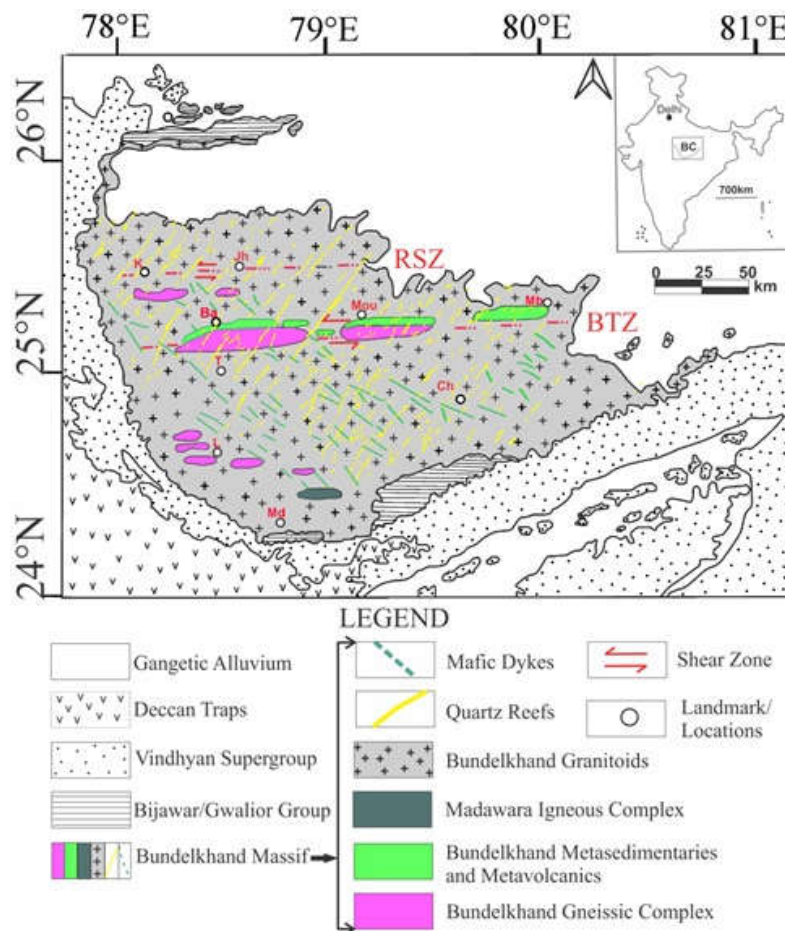 78°E 79°E 80°E 81°E
26°N
25°N
24°N
Delhi
BC
700km
0 25 50
km
RSZ
BTZ
K
Jh
Ba
Mou
Mb
T
Ch
L
Md
LEGEND
Gangetic Alluvium
Deccan Traps
Vindhyan Supergroup
Bijawar/Gwalior Group
Bundelkhand Massif
Mafic Dykes
Quartz Reefs
Bundelkhand Granitoids
Madawara Igneous Complex
Bundelkhand Metasedimentaries
and Metavolcanics
Bundelkhand Gneissic Complex
Shear Zone
Landmark/
Locations